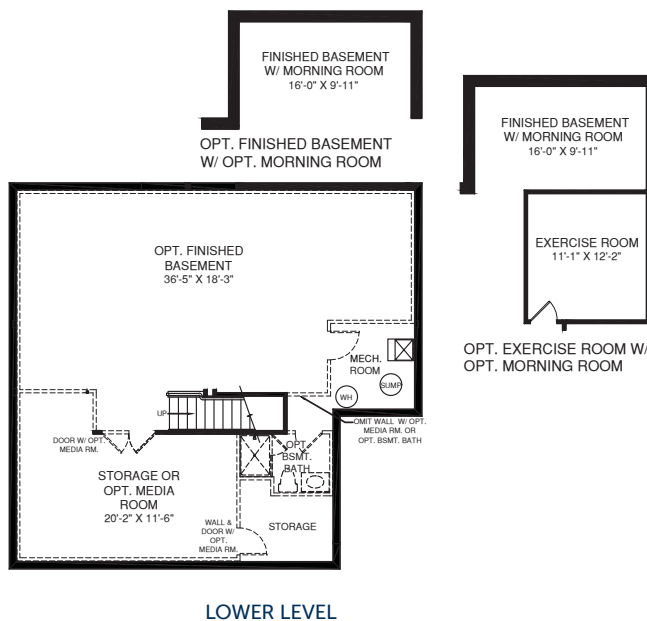 FINISHED BASEMENT
W/ MORNING ROOM
16'-0" X 9'-11"
OPT. FINISHED BASEMENT
W/ OPT. MORNING ROOM
FINISHED BASEMENT
W/ MORNING ROOM
16'-0" X 9'-11"
EXERCISE ROOM
11'-1" X 12'-2"
OPT. EXERCISE ROOM W/
OPT. MORNING ROOM
OPT. FINISHED
BASEMENT
36'-5" X 18'-3"
MECH.
ROOM
WH
SUMP
UP
OMIT WALL W/ OPT.
MEDIA RM. OR
OPT. BSMT. BATH
DOOR W/ OPT.
MEDIA RM.
OPT.
BSMT.
BATH
STORAGE OR
OPT. MEDIA
ROOM
20'-2" X 11'-6"
WALL &
DOOR W/
OPT.
MEDIA RM.
STORAGE
LOWER LEVEL